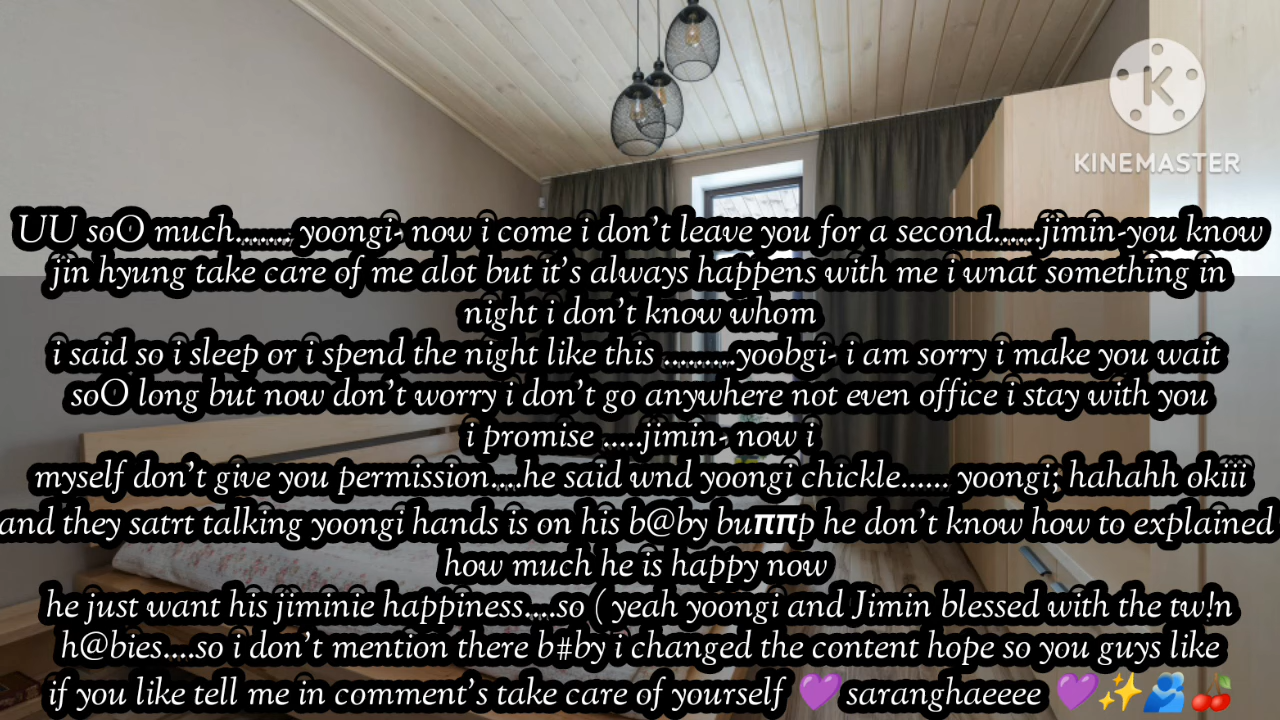 KINEMASTER
UU soO much....... yoongi- now i come i don't leave you for a second......jimin-you know
jin hyung take care of me alot but it's always happens with me i wnat something in
night i don't know whom
i said so i sleep or i spend the night like this ..........yoobgi- i am sorry i make you wait
soO long but now don't worry i don't go anywhere not even office i stay with you
i promise .....jimin- now i
myself don't give you permission....he said wnd yoongi chickle...... yoongi; hahahh okiii
and they satrt talking yoongi hands is on his b@by buππp he don't know how to explained
how much he is happy now
he just want his jiminie happiness....so ( yeah yoongi and Jimin blessed with the tw!n
h@bies....so i don't mention there b#by i changed the content hope so you guys like
if you like tell me in comment's take care of yourself 💜 saranghaeeee 💜✨🫂🍒